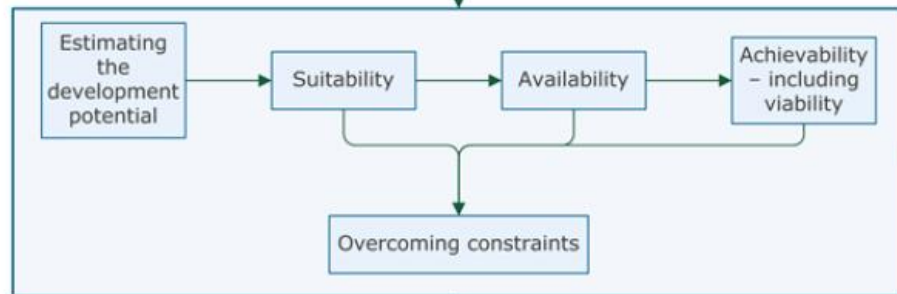 Estimating
the
development
potential
Suitability
Availability
Achievability
– including
viability
Overcoming constraints